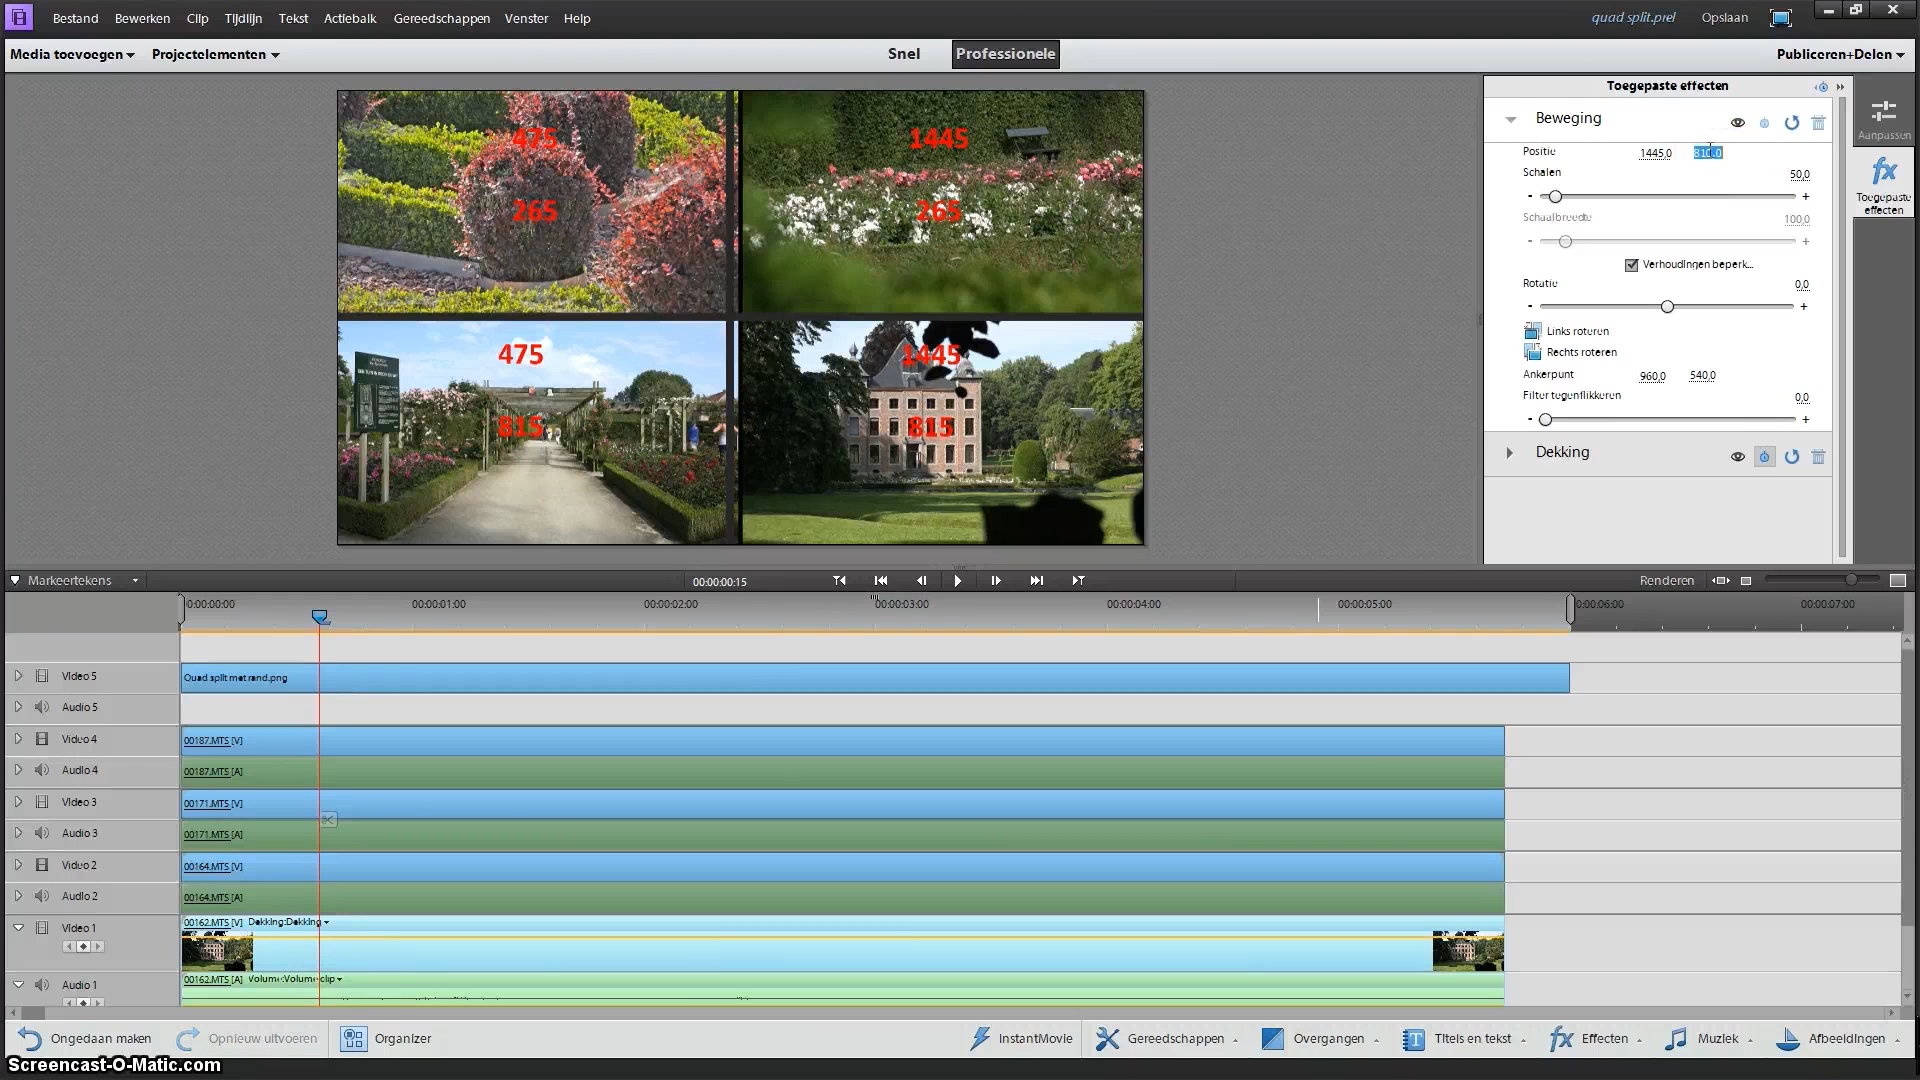 Bestand Bewerken Clip Tijdlijn Tekst Actiebalk Gereedschappen Venster Help quad split.prel Opslaan
Media toevoegen Projectelementen Snel Professionele Publiceren+Delen
Toegepaste effecten
Beweging
Aanpassen
Positie 1445,0 810,0
Schalen 50,0
- +
Toegepaste effecten
Schaalbreedte 100,0
- +
Verhoudingen beperk...
Rotatie 0,0
- +
Links roteren
Rechts roteren
Ankerpunt 960,0 540,0
Filter tegenflikkeren 0,0
- +
Dekking
475 1445
265 265
475 1445
815 815
Markeertekens 00:00:00:15 Renderen
0:00:00:00 00:00:01:00 00:00:02:00 00:00:03:00 00:00:04:00 00:00:05:00 0:00:06:00 00:00:07:00
Video 5 Quad split met rand.png
Audio 5
Video 4 00187.MTS [V]
Audio 4 00187.MTS [A]
Video 3 00171.MTS [V]
Audio 3 00171.MTS [A]
Video 2 00164.MTS [V]
Audio 2 00164.MTS [A]
Video 1 00162.MTS [V] Dekking:Dekking
Audio 1 00162.MTS [A] Volume:Volume clip
Ongedaan maken Opnieuw uitvoeren Organizer InstantMovie Gereedschappen Overgangen Titels en tekst Effecten Muziek Afbeeldingen
Screencast-O-Matic.com